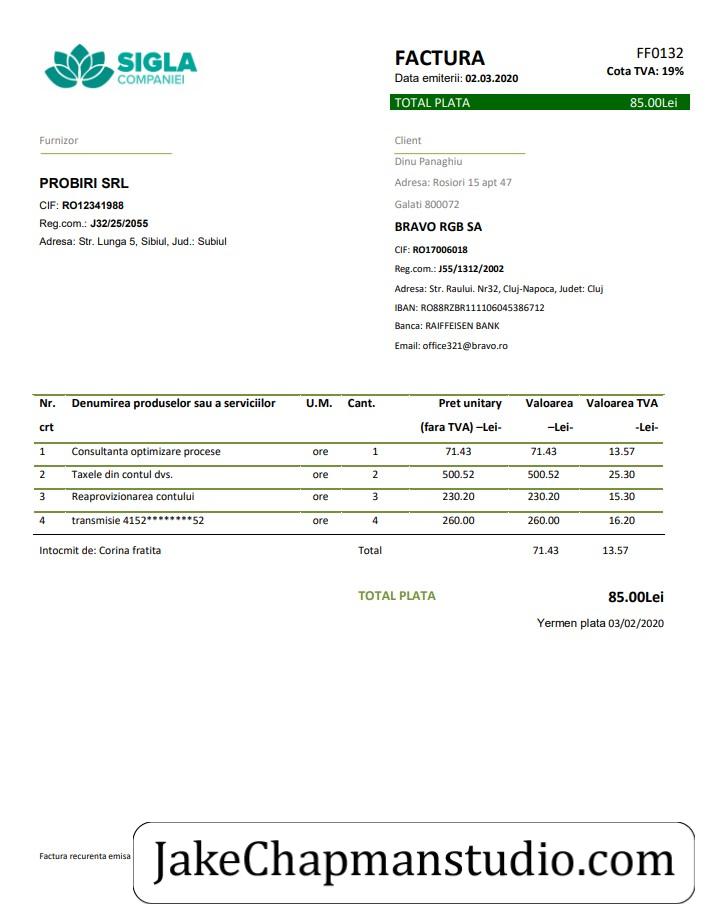 SIGLA
COMPANIEI
FACTURA
FF0132
Data emiterii: 02.03.2020
Cota TVA: 19%
TOTAL PLATA 85.00Lei
Furnizor
PROBIRI SRL
CIF: RO12341988
Reg.com.: J32/25/2055
Adresa: Str. Lunga 5, Sibiul, Jud.: Subiul
Client
Dinu Panaghiu
Adresa: Rosiori 15 apt 47
Galati 800072
BRAVO RGB SA
CIF: RO17006018
Reg.com.: J55/1312/2002
Adresa: Str. Raului. Nr32, Cluj-Napoca, Judet: Cluj
IBAN: RO88RZBR111106045386712
Banca: RAIFFEISEN BANK
Email: office321@bravo.ro
Nr. Denumirea produselor sau a serviciilor U.M. Cant. Pret unitary Valoarea Valoarea TVA
crt (fara TVA) –Lei- –Lei- -Lei-
1 Consultanta optimizare procese ore 1 71.43 71.43 13.57
2 Taxele din contul dvs. ore 2 500.52 500.52 25.30
3 Reaprovizionarea contului ore 3 230.20 230.20 15.30
4 transmisie 4152********52 ore 4 260.00 260.00 16.20
Intocmit de: Corina fratita Total 71.43 13.57
TOTAL PLATA 85.00Lei
Yermen plata 03/02/2020
Factura recurenta emisa
JakeChapmanstudio.com